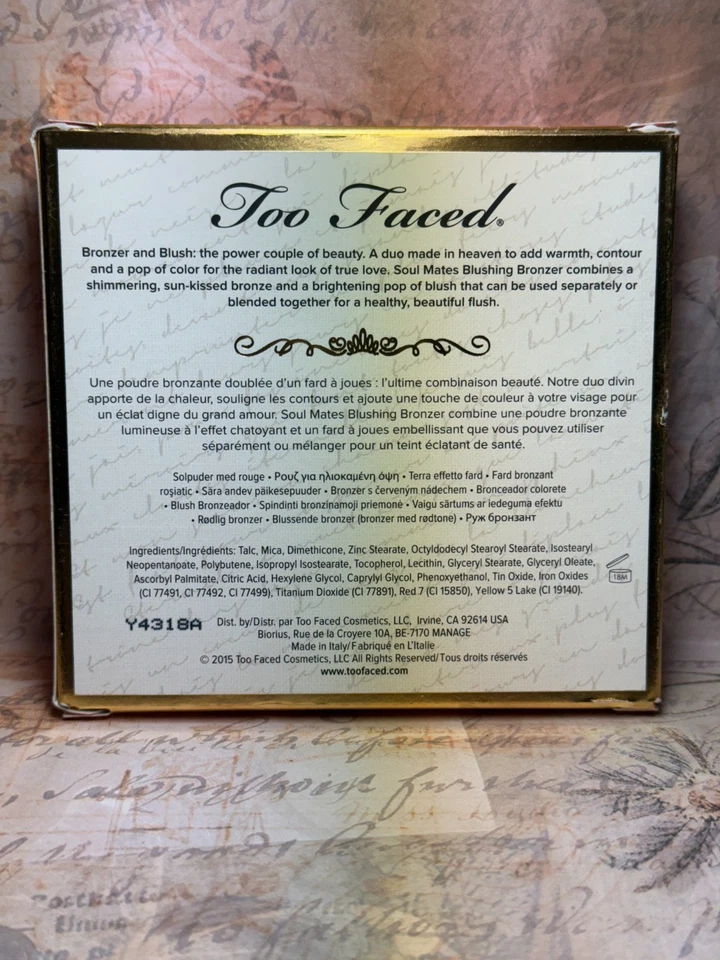 Too Faced®
Bronzer and Blush: the power couple of beauty. A duo made in heaven to add warmth, contour
and a pop of color for the radiant look of true love. Soul Mates Blushing Bronzer combines a
shimmering, sun-kissed bronze and a brightening pop of blush that can be used separately or
blended together for a healthy, beautiful flush.
Une poudre bronzante doublée d'un fard à joues : l'ultime combinaison beauté. Notre duo divin
apporte de la chaleur, souligne les contours et ajoute une touche de couleur à votre visage pour
un éclat digne du grand amour. Soul Mates Blushing Bronzer combine une poudre bronzante
lumineuse à l'effet chatoyant et un fard à joues embellissant que vous pouvez utiliser
séparément ou mélanger pour un teint éclatant de santé.
Solpuder med rouge • Ρουζ για ηλιοκαμένη όψη • Terra effetto fard • Fard bronzant
roșiatic • Sära andev päikesepuuder • Bronzer s červeným nádechem • Bronceador colorete
• Blush Bronzeador • Spindinti bronzinamoji priemonė • Vaigu sārtums ar iedeguma efektu
• Rødlig bronzer • Blussende bronzer (bronzer med rødtone) • Руж бронзант
Ingredients/Ingrédients: Talc, Mica, Dimethicone, Zinc Stearate, Octyldodecyl Stearoyl Stearate, Isostearyl
Neopentanoate, Polybutene, Isopropyl Isostearate, Tocopherol, Lecithin, Glyceryl Stearate, Glyceryl Oleate,
Ascorbyl Palmitate, Citric Acid, Hexylene Glycol, Caprylyl Glycol, Phenoxyethanol, Tin Oxide, Iron Oxides
(CI 77491, CI 77492, CI 77499), Titanium Dioxide (CI 77891), Red 7 (CI 15850), Yellow 5 Lake (CI 19140).
18M
Y4318A
Dist. by/Distr. par Too Faced Cosmetics, LLC, Irvine, CA 92614 USA
Biorius, Rue de la Croyere 10A, BE-7170 MANAGE
Made in Italy/Fabriqué en L'Italie
© 2015 Too Faced Cosmetics, LLC All Rights Reserved/Tous droits réservés
www.toofaced.com